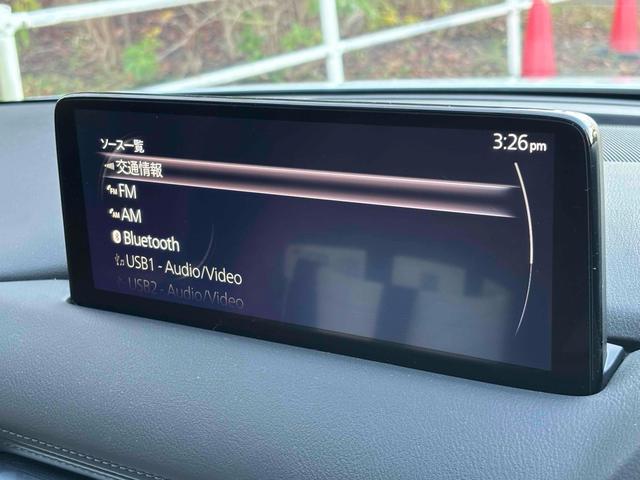 ソース一覧
3:26pm
交通情報
FM
AM
Bluetooth
USB1 - Audio/Video
USB2 - Audio/Video